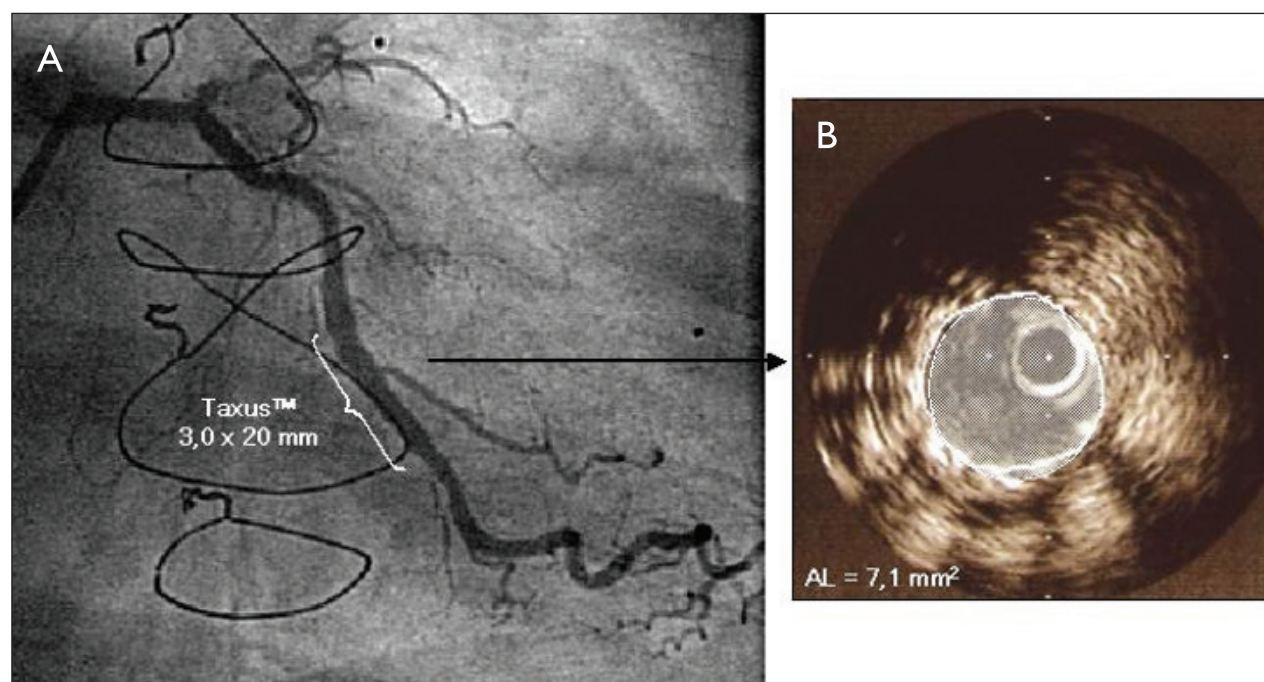 A
Taxus™
3,0 x 20 mm
B
AL = 7,1 mm²